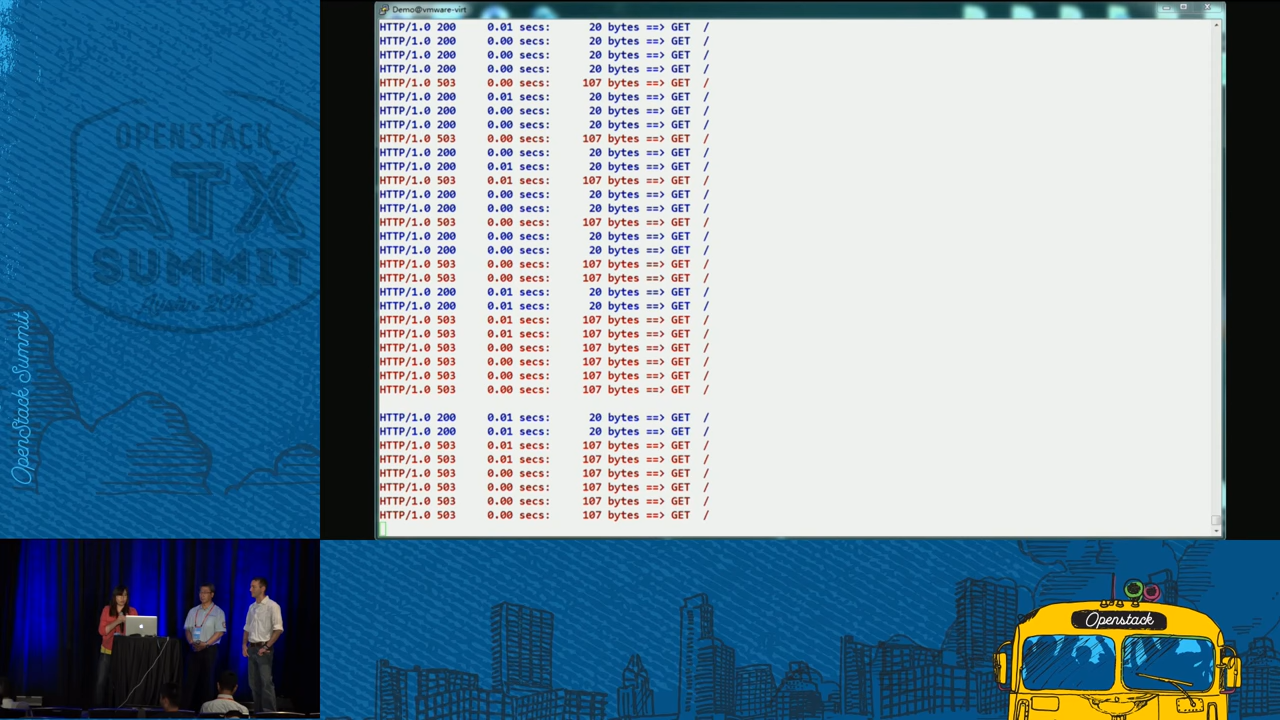 Demo@vmware-virt
HTTP/1.0 200 0.01 secs: 20 bytes ==> GET /
HTTP/1.0 200 0.00 secs: 20 bytes ==> GET /
HTTP/1.0 200 0.00 secs: 20 bytes ==> GET /
HTTP/1.0 200 0.00 secs: 20 bytes ==> GET /
HTTP/1.0 503 0.00 secs: 107 bytes ==> GET /
HTTP/1.0 200 0.01 secs: 20 bytes ==> GET /
HTTP/1.0 200 0.00 secs: 20 bytes ==> GET /
HTTP/1.0 200 0.00 secs: 20 bytes ==> GET /
HTTP/1.0 503 0.00 secs: 107 bytes ==> GET /
HTTP/1.0 200 0.00 secs: 20 bytes ==> GET /
HTTP/1.0 200 0.01 secs: 20 bytes ==> GET /
HTTP/1.0 503 0.01 secs: 107 bytes ==> GET /
HTTP/1.0 200 0.00 secs: 20 bytes ==> GET /
HTTP/1.0 200 0.00 secs: 20 bytes ==> GET /
HTTP/1.0 503 0.00 secs: 107 bytes ==> GET /
HTTP/1.0 200 0.00 secs: 20 bytes ==> GET /
HTTP/1.0 200 0.00 secs: 20 bytes ==> GET /
HTTP/1.0 503 0.00 secs: 107 bytes ==> GET /
HTTP/1.0 503 0.00 secs: 107 bytes ==> GET /
HTTP/1.0 200 0.01 secs: 20 bytes ==> GET /
HTTP/1.0 200 0.01 secs: 20 bytes ==> GET /
HTTP/1.0 503 0.01 secs: 107 bytes ==> GET /
HTTP/1.0 503 0.01 secs: 107 bytes ==> GET /
HTTP/1.0 503 0.00 secs: 107 bytes ==> GET /
HTTP/1.0 503 0.00 secs: 107 bytes ==> GET /
HTTP/1.0 503 0.00 secs: 107 bytes ==> GET /
HTTP/1.0 503 0.00 secs: 107 bytes ==> GET /
HTTP/1.0 200 0.01 secs: 20 bytes ==> GET /
HTTP/1.0 200 0.01 secs: 20 bytes ==> GET /
HTTP/1.0 503 0.01 secs: 107 bytes ==> GET /
HTTP/1.0 503 0.01 secs: 107 bytes ==> GET /
HTTP/1.0 503 0.00 secs: 107 bytes ==> GET /
HTTP/1.0 503 0.00 secs: 107 bytes ==> GET /
HTTP/1.0 503 0.00 secs: 107 bytes ==> GET /
HTTP/1.0 503 0.00 secs: 107 bytes ==> GET /
OPENSTACK
ATX
SUMMIT
OpenStack Summit
Openstack